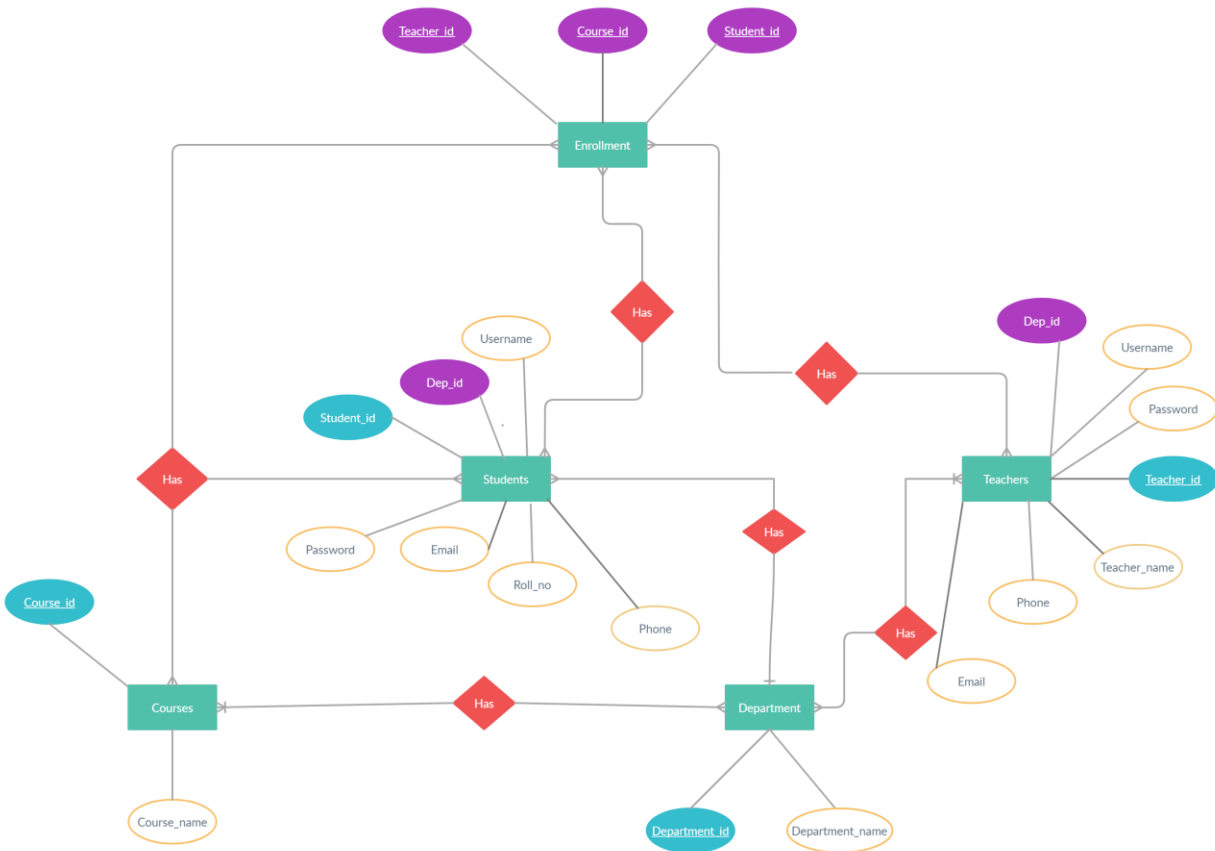 Teacher_id
Course_id
Student_id
Enrollment
Has
Dep_id
Username
Username
Has
Dep_id
Password
Student_id
Has
Students
Teachers
Teacher_id
Has
Password
Email
Teacher_name
Roll_no
Course_id
Phone
Phone
Has
Email
Has
Courses
Department
Course_name
Department_id
Department_name